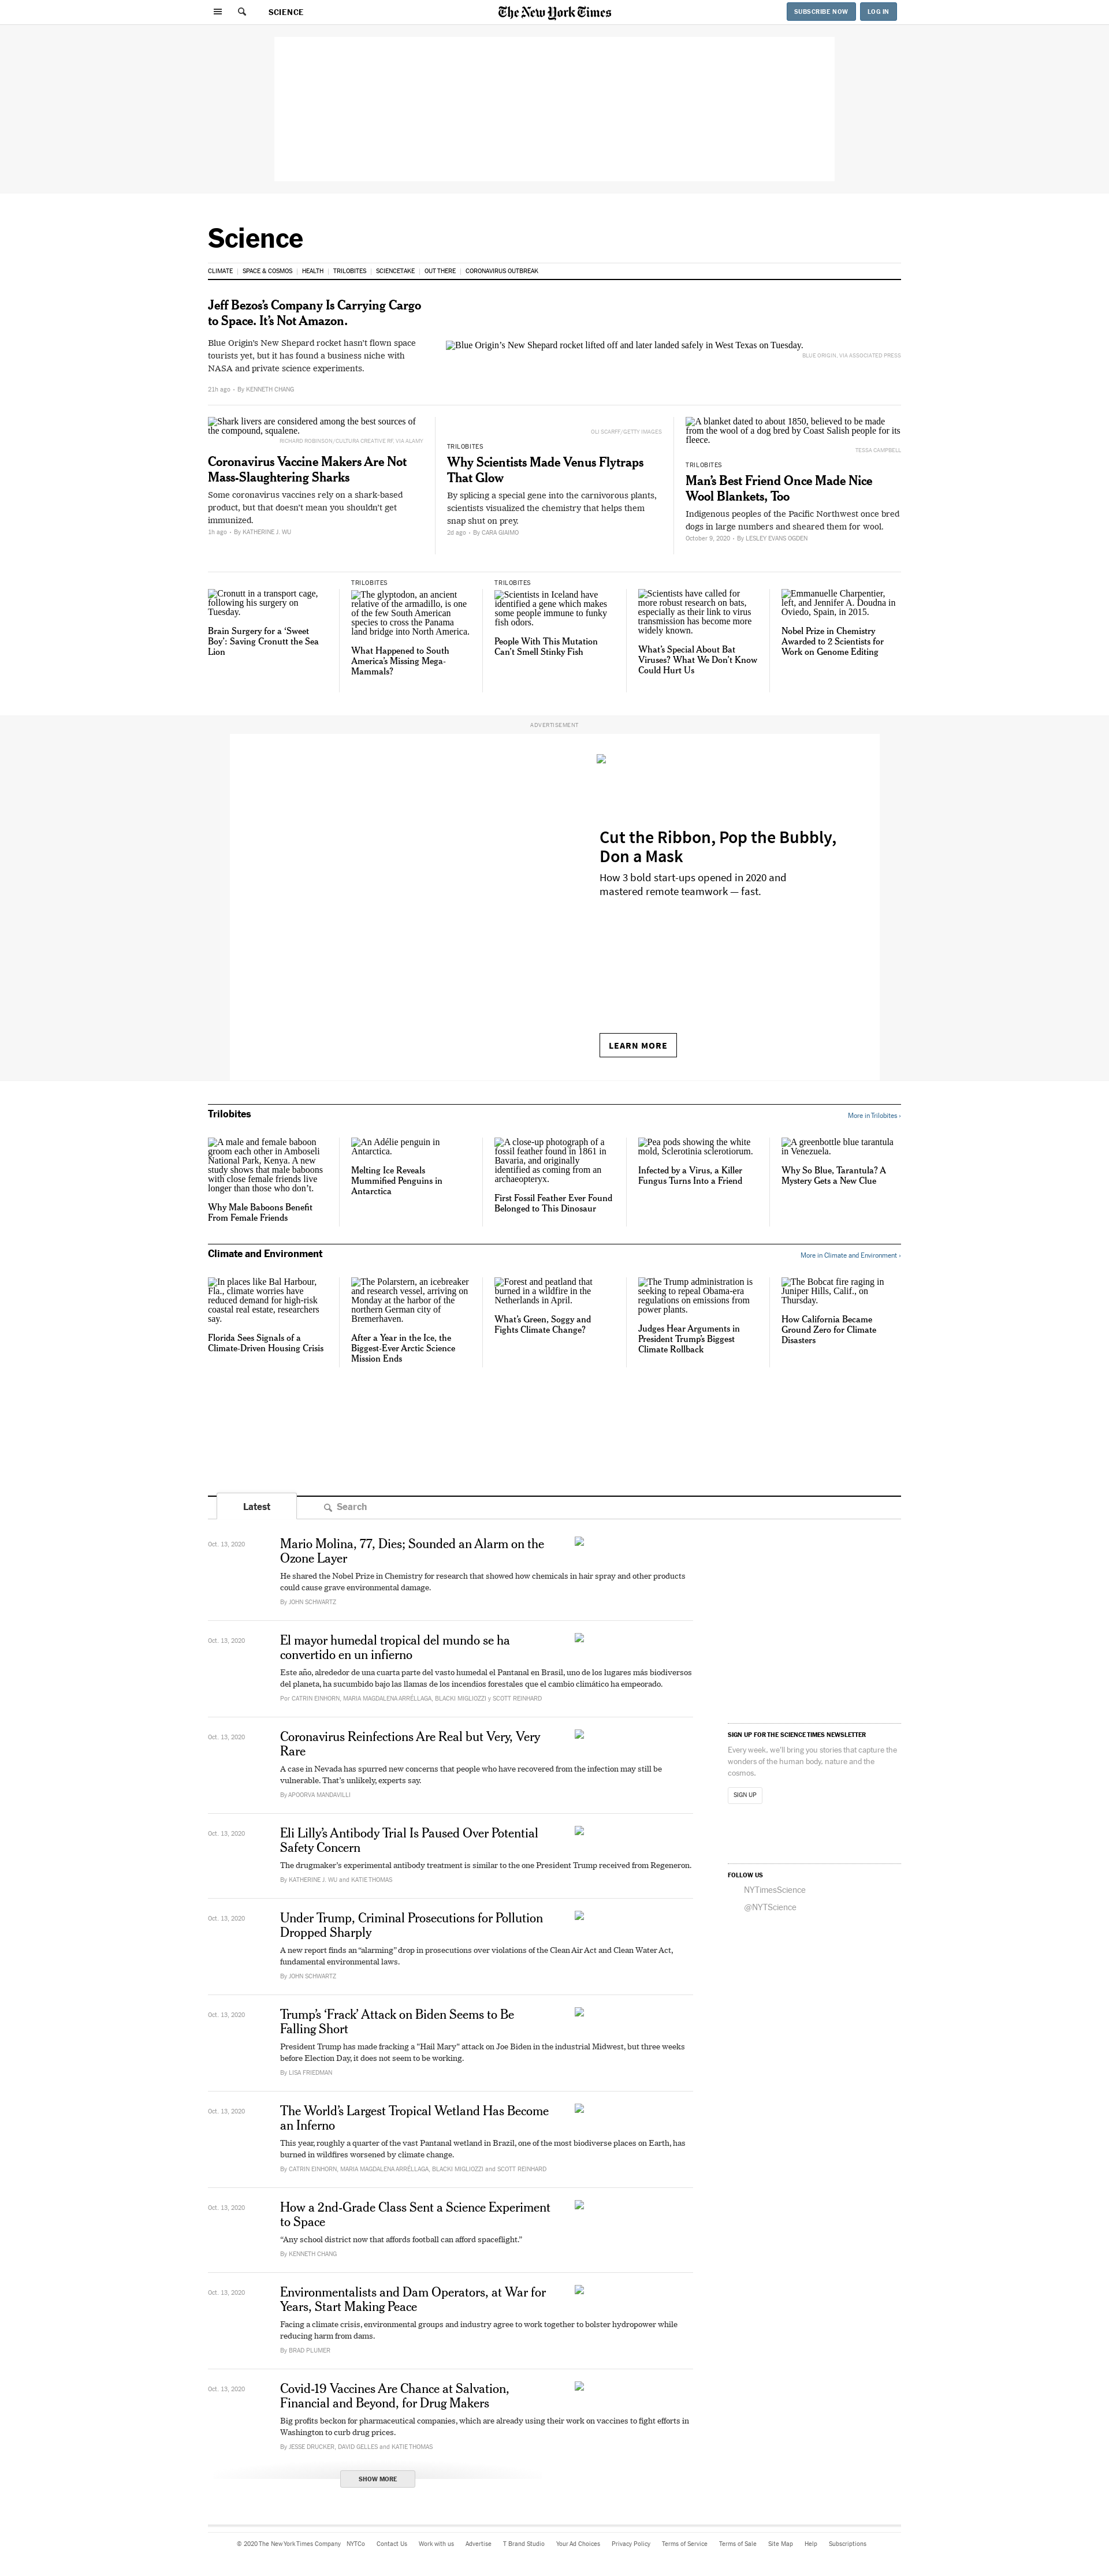 SCIENCE
The New York Times
SUBSCRIBE NOW
LOG IN
Science
CLIMATE
SPACE & COSMOS
HEALTH
TRILOBITES
SCIENCETAKE
OUT THERE
CORONAVIRUS OUTBREAK
Jeff Bezos’s Company Is Carrying Cargo
to Space. It’s Not Amazon.
Blue Origin’s New Shepard rocket hasn’t flown space
tourists yet, but it has found a business niche with
NASA and private science experiments.
21h ago • By KENNETH CHANG
Blue Origin’s New Shepard rocket lifted off and later landed safely in West Texas on Tuesday.
BLUE ORIGIN, VIA ASSOCIATED PRESS
Shark livers are considered among the best sources of
the compound, squalene.
RICHARD ROBINSON/CULTURA CREATIVE RF, VIA ALAMY
Coronavirus Vaccine Makers Are Not
Mass-Slaughtering Sharks
Some coronavirus vaccines rely on a shark-based
product, but that doesn’t mean you shouldn’t get
immunized.
1h ago • By KATHERINE J. WU
OLI SCARFF/GETTY IMAGES
TRILOBITES
Why Scientists Made Venus Flytraps
That Glow
By splicing a special gene into the carnivorous plants,
scientists visualized the chemistry that helps them
snap shut on prey.
2d ago • By CARA GIAIMO
A blanket dated to about 1850, believed to be made
from the wool of a dog bred by Coast Salish people for its
fleece.
TESSA CAMPBELL
TRILOBITES
Man’s Best Friend Once Made Nice
Wool Blankets, Too
Indigenous peoples of the Pacific Northwest once bred
dogs in large numbers and sheared them for wool.
October 9, 2020 • By LESLEY EVANS OGDEN
Cronutt in a transport cage,
following his surgery on
Tuesday.
Brain Surgery for a ‘Sweet
Boy’: Saving Cronutt the Sea
Lion
TRILOBITES
The glyptodon, an ancient
relative of the armadillo, is one
of the few South American
species to cross the Panama
land bridge into North America.
What Happened to South
America’s Missing Mega-
Mammals?
TRILOBITES
Scientists in Iceland have
identified a gene which makes
some people immune to funky
fish odors.
People With This Mutation
Can’t Smell Stinky Fish
Scientists have called for
more robust research on bats,
especially as their link to virus
transmission has become more
widely known.
What’s Special About Bat
Viruses? What We Don’t Know
Could Hurt Us
Emmanuelle Charpentier,
left, and Jennifer A. Doudna in
Oviedo, Spain, in 2015.
Nobel Prize in Chemistry
Awarded to 2 Scientists for
Work on Genome Editing
ADVERTISEMENT
Cut the Ribbon, Pop the Bubbly,
Don a Mask
How 3 bold start-ups opened in 2020 and
mastered remote teamwork — fast.
LEARN MORE
Trilobites
More in Trilobites ›
A male and female baboon
groom each other in Amboseli
National Park, Kenya. A new
study shows that male baboons
with close female friends live
longer than those who don’t.
Why Male Baboons Benefit
From Female Friends
An Adélie penguin in
Antarctica.
Melting Ice Reveals
Mummified Penguins in
Antarctica
A close-up photograph of a
fossil feather found in 1861 in
Bavaria, and originally
identified as coming from an
archaeopteryx.
First Fossil Feather Ever Found
Belonged to This Dinosaur
Pea pods showing the white
mold, Sclerotinia sclerotiorum.
Infected by a Virus, a Killer
Fungus Turns Into a Friend
A greenbottle blue tarantula
in Venezuela.
Why So Blue, Tarantula? A
Mystery Gets a New Clue
Climate and Environment
More in Climate and Environment ›
In places like Bal Harbour,
Fla., climate worries have
reduced demand for high-risk
coastal real estate, researchers
say.
Florida Sees Signals of a
Climate-Driven Housing Crisis
The Polarstern, an icebreaker
and research vessel, arriving on
Monday at the harbor of the
northern German city of
Bremerhaven.
After a Year in the Ice, the
Biggest-Ever Arctic Science
Mission Ends
Forest and peatland that
burned in a wildfire in the
Netherlands in April.
What’s Green, Soggy and
Fights Climate Change?
The Trump administration is
seeking to repeal Obama-era
regulations on emissions from
power plants.
Judges Hear Arguments in
President Trump’s Biggest
Climate Rollback
The Bobcat fire raging in
Juniper Hills, Calif., on
Thursday.
How California Became
Ground Zero for Climate
Disasters
Latest
Search
Oct. 13, 2020
Mario Molina, 77, Dies; Sounded an Alarm on the
Ozone Layer
He shared the Nobel Prize in Chemistry for research that showed how chemicals in hair spray and other products
could cause grave environmental damage.
By JOHN SCHWARTZ
Oct. 13, 2020
El mayor humedal tropical del mundo se ha
convertido en un infierno
Este año, alrededor de una cuarta parte del vasto humedal el Pantanal en Brasil, uno de los lugares más biodiversos
del planeta, ha sucumbido bajo las llamas de los incendios forestales que el cambio climático ha empeorado.
Por CATRIN EINHORN, MARIA MAGDALENA ARRÉLLAGA, BLACKI MIGLIOZZI y SCOTT REINHARD
Oct. 13, 2020
Coronavirus Reinfections Are Real but Very, Very
Rare
A case in Nevada has spurred new concerns that people who have recovered from the infection may still be
vulnerable. That’s unlikely, experts say.
By APOORVA MANDAVILLI
Oct. 13, 2020
Eli Lilly’s Antibody Trial Is Paused Over Potential
Safety Concern
The drugmaker’s experimental antibody treatment is similar to the one President Trump received from Regeneron.
By KATHERINE J. WU and KATIE THOMAS
Oct. 13, 2020
Under Trump, Criminal Prosecutions for Pollution
Dropped Sharply
A new report finds an “alarming” drop in prosecutions over violations of the Clean Air Act and Clean Water Act,
fundamental environmental laws.
By JOHN SCHWARTZ
Oct. 13, 2020
Trump’s ‘Frack’ Attack on Biden Seems to Be
Falling Short
President Trump has made fracking a “Hail Mary” attack on Joe Biden in the industrial Midwest, but three weeks
before Election Day, it does not seem to be working.
By LISA FRIEDMAN
Oct. 13, 2020
The World’s Largest Tropical Wetland Has Become
an Inferno
This year, roughly a quarter of the vast Pantanal wetland in Brazil, one of the most biodiverse places on Earth, has
burned in wildfires worsened by climate change.
By CATRIN EINHORN, MARIA MAGDALENA ARRÉLLAGA, BLACKI MIGLIOZZI and SCOTT REINHARD
Oct. 13, 2020
How a 2nd-Grade Class Sent a Science Experiment
to Space
“Any school district now that affords football can afford spaceflight.”
By KENNETH CHANG
Oct. 13, 2020
Environmentalists and Dam Operators, at War for
Years, Start Making Peace
Facing a climate crisis, environmental groups and industry agree to work together to bolster hydropower while
reducing harm from dams.
By BRAD PLUMER
Oct. 13, 2020
Covid-19 Vaccines Are Chance at Salvation,
Financial and Beyond, for Drug Makers
Big profits beckon for pharmaceutical companies, which are already using their work on vaccines to fight efforts in
Washington to curb drug prices.
By JESSE DRUCKER, DAVID GELLES and KATIE THOMAS
SHOW MORE
SIGN UP FOR THE SCIENCE TIMES NEWSLETTER
Every week, we’ll bring you stories that capture the
wonders of the human body, nature and the
cosmos.
SIGN UP
FOLLOW US
NYTimesScience
@NYTScience
© 2020 The New York Times Company
NYTCo
Contact Us
Work with us
Advertise
T Brand Studio
Your Ad Choices
Privacy Policy
Terms of Service
Terms of Sale
Site Map
Help
Subscriptions